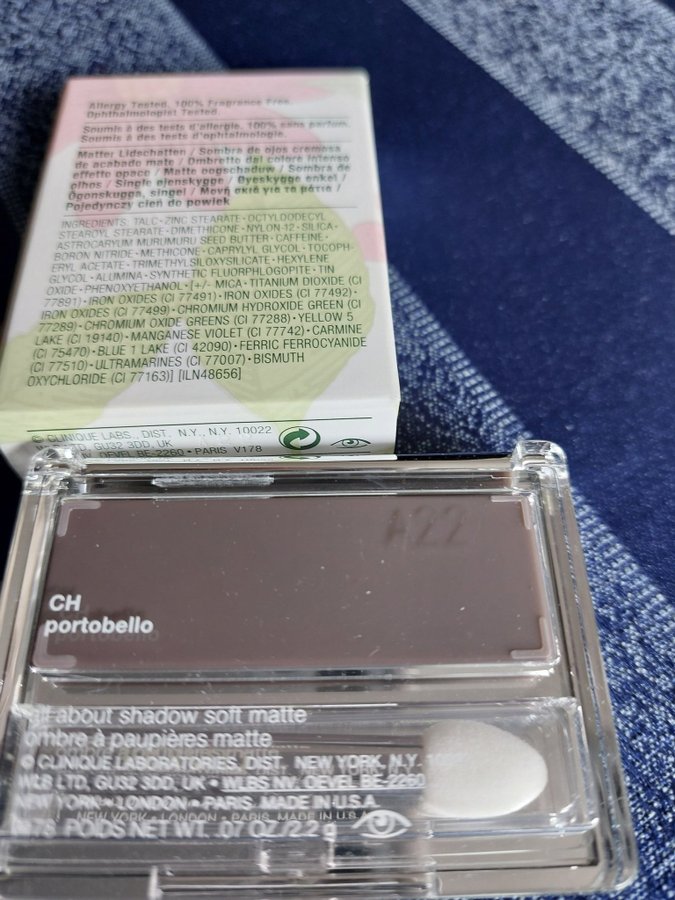 Allergy Tested. 100% Fragrance Free.
Ophthalmologist Tested.
Soumis à des tests d'allergie. 100% sans parfum.
Soumis à des tests d'ophtalmologie.
Matter Lidschatten / Sombra de ojos cremosa
de acabado mate / Ombretto dal colore intenso
effetto opaco / Matte oogschaduw / Sombra de
olhos / Single øjenskygge / Øyeskygge enkel /
Ögonskugga, singel / Μονή σκιά για τα μάτια /
Pojedynczy cień do powiek
INGREDIENTS: TALC • ZINC STEARATE • OCTYLDODECYL
STEAROYL STEARATE • DIMETHICONE • NYLON-12 • SILICA •
ASTROCARYUM MURUMURU SEED BUTTER • CAFFEINE •
BORON NITRIDE • METHICONE • CAPRYLYL GLYCOL • TOCOPH-
ERYL ACETATE • TRIMETHYLSILOXYSILICATE • HEXYLENE
GLYCOL • ALUMINA • SYNTHETIC FLUORPHLOGOPITE • TIN
OXIDE • PHENOXYETHANOL • [+/- MICA • TITANIUM DIOXIDE (CI
77891) • IRON OXIDES (CI 77491) • IRON OXIDES (CI 77492) •
IRON OXIDES (CI 77499) • CHROMIUM HYDROXIDE GREEN (CI
77289) • CHROMIUM OXIDE GREENS (CI 77288) • YELLOW 5
LAKE (CI 19140) • MANGANESE VIOLET (CI 77742) • CARMINE
(CI 75470) • BLUE 1 LAKE (CI 42090) • FERRIC FERROCYANIDE
(CI 77510) • ULTRAMARINES (CI 77007) • BISMUTH
OXYCHLORIDE (CI 77163)] [ILN48656]
© CLINIQUE LABS., DIST., N.Y., N.Y. 10022
GU32 3DD, UK
OEVEL BE-2260 • PARIS V178
A22
CH
portobello
all about shadow soft matte
ombre à paupières matte
© CLINIQUE LABORATORIES, DIST, NEW YORK, N.Y.
WLB LTD, GU32 3DD, UK • WLBS NV. OEVEL BE-2260
NEW YORK • LONDON • PARIS. MADE IN U.S.A.
POIDS NET WT. .07 OZ/2.2 g